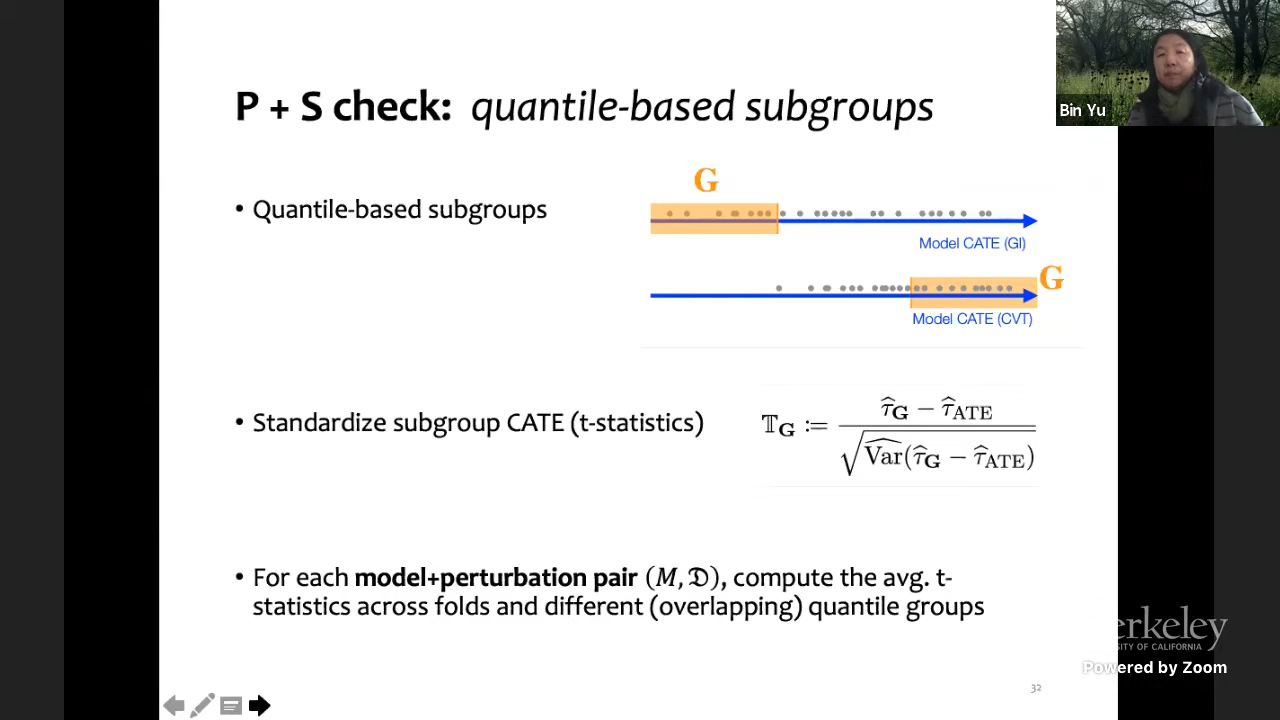 P + S check: quantile-based subgroups
Bin Yu
• Quantile-based subgroups
G
Model CATE (GI)
G
Model CATE (CVT)
• Standardize subgroup CATE (t-statistics)
𝕋_G := (τ̂_G − τ̂_ATE) / √(V̂ar(τ̂_G − τ̂_ATE))
• For each model+perturbation pair (M, 𝔇), compute the avg. t-
statistics across folds and different (overlapping) quantile groups
erkeley
SITY OF CALIFORNIA
Powered by Zoom
32